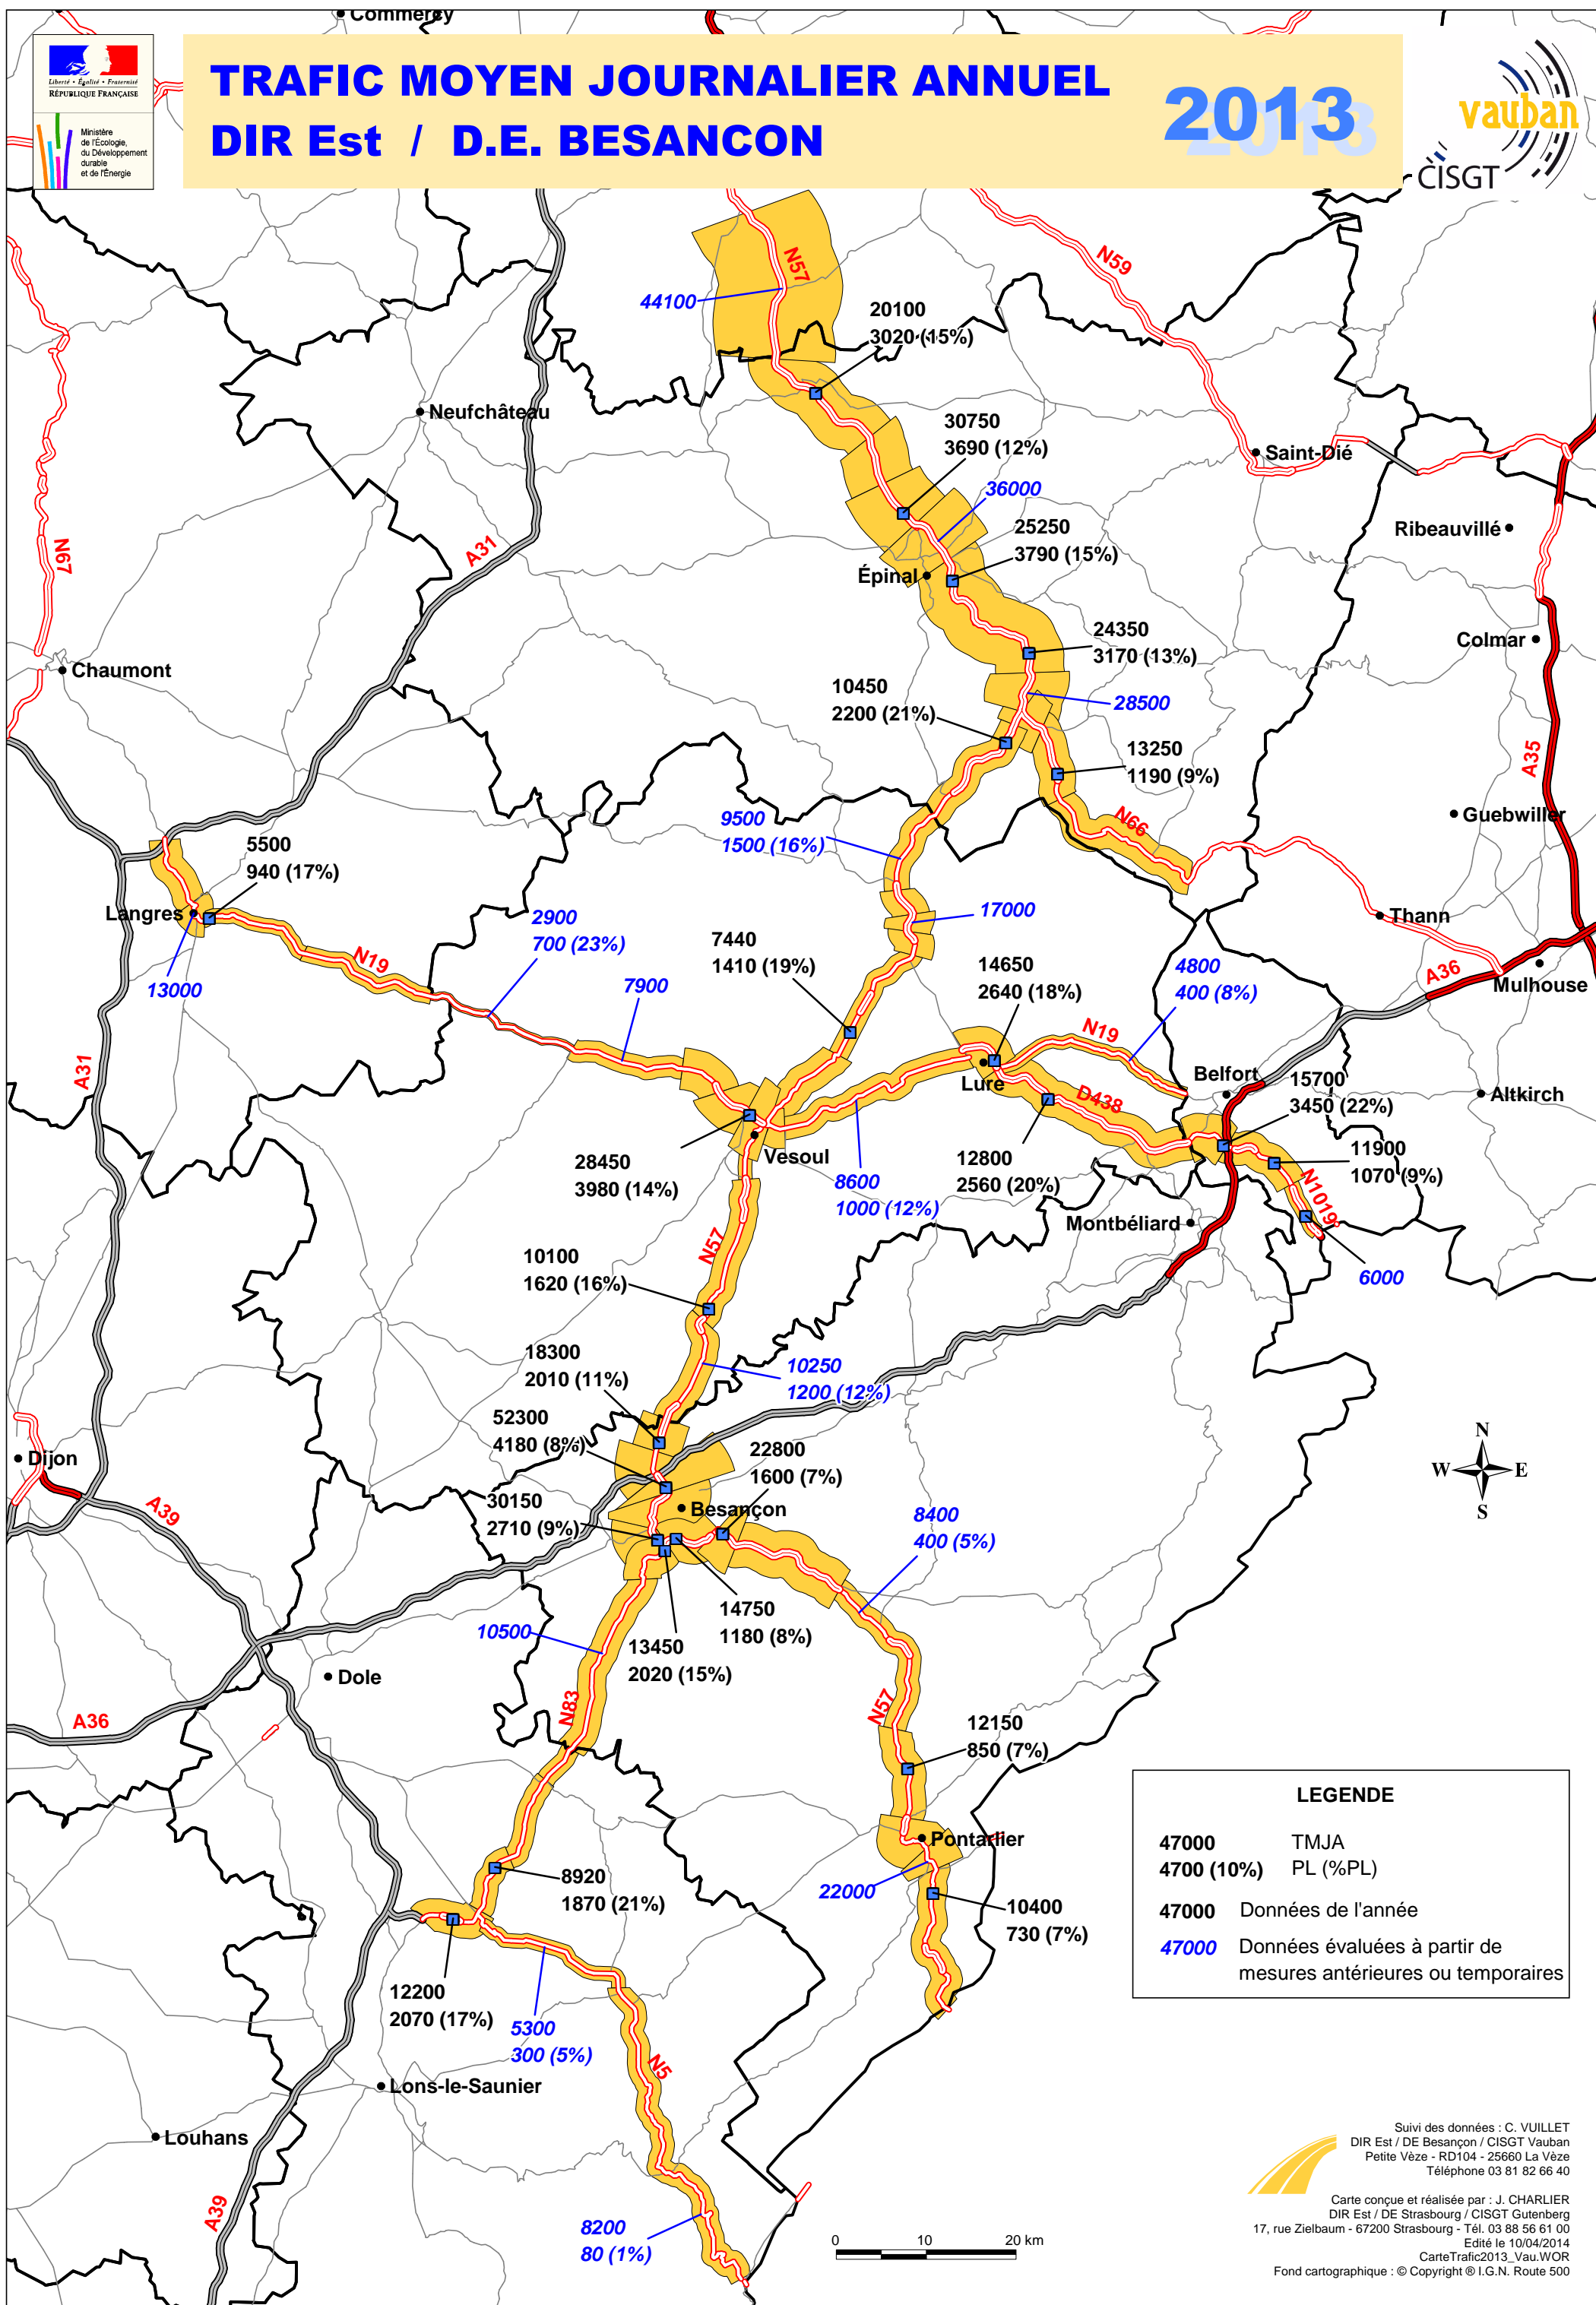 Commercy
Liberté • Égalité • Fraternité
RÉPUBLIQUE FRANÇAISE
Ministère
de l'Écologie,
du Développement
durable
et de l'Énergie
TRAFIC MOYEN JOURNALIER ANNUEL
DIR Est / D.E. BESANCON
2013
vauban
CISGT
N57
N59
44100
20100
3020 (15%)
Neufchâteau
30750
3690 (12%)
Saint-Dié
36000
25250
3790 (15%)
Ribeauvillé
N67
A31
Épinal
24350
3170 (13%)
Colmar
Chaumont
10450
2200 (21%)
28500
13250
1190 (9%)
A35
9500
1500 (16%)
N66
Guebwiller
5500
940 (17%)
Langres
2900
700 (23%)
17000
Thann
N19
7440
1410 (19%)
14650
2640 (18%)
4800
400 (8%)
A36
Mulhouse
13000
7900
N19
A31
Lure
Belfort
15700
3450 (22%)
Altkirch
D438
28450
3980 (14%)
Vesoul
8600
1000 (12%)
12800
2560 (20%)
11900
1070 (9%)
Montbéliard
N1019
6000
N57
10100
1620 (16%)
18300
2010 (11%)
10250
1200 (12%)
52300
4180 (8%)
22800
1600 (7%)
N
W E
S
Dijon
A39
30150
2710 (9%)
Besançon
8400
400 (5%)
14750
1180 (8%)
10500
13450
2020 (15%)
Dole
A36
N83
N57
12150
850 (7%)
Pontarlier
22000
8920
1870 (21%)
10400
730 (7%)
12200
2070 (17%)
5300
300 (5%)
N5
Lons-le-Saunier
Louhans
A39
8200
80 (1%)
0 10 20 km
LEGENDE
47000 TMJA
4700 (10%) PL (%PL)
47000 Données de l'année
47000 Données évaluées à partir de
mesures antérieures ou temporaires
Suivi des données : C. VUILLET
DIR Est / DE Besançon / CISGT Vauban
Petite Vèze - RD104 - 25660 La Vèze
Téléphone 03 81 82 66 40
Carte conçue et réalisée par : J. CHARLIER
DIR Est / DE Strasbourg / CISGT Gutenberg
17, rue Zielbaum - 67200 Strasbourg - Tél. 03 88 56 61 00
Edité le 10/04/2014
CarteTrafic2013_Vau.WOR
Fond cartographique : © Copyright ® I.G.N. Route 500